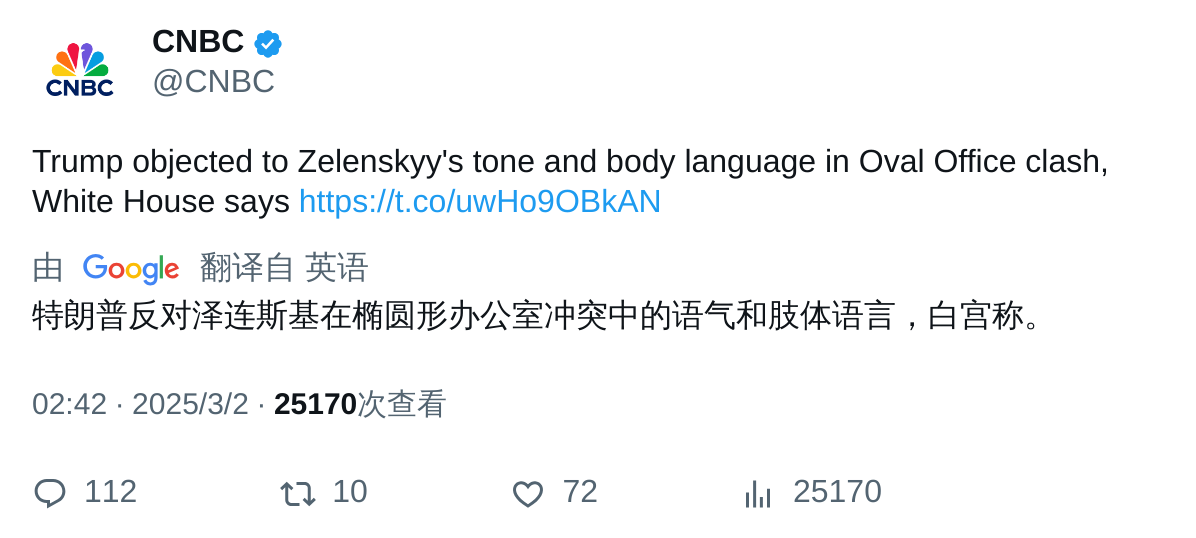 CNBC
CNBC
@CNBC
Trump objected to Zelenskyy's tone and body language in Oval Office clash,
White House says https://t.co/uwHo9OBkAN
由 Google 翻译自 英语
特朗普反对泽连斯基在椭圆形办公室冲突中的语气和肢体语言，白宫称。
02:42 · 2025/3/2 · 25170次查看
112 10 72 25170